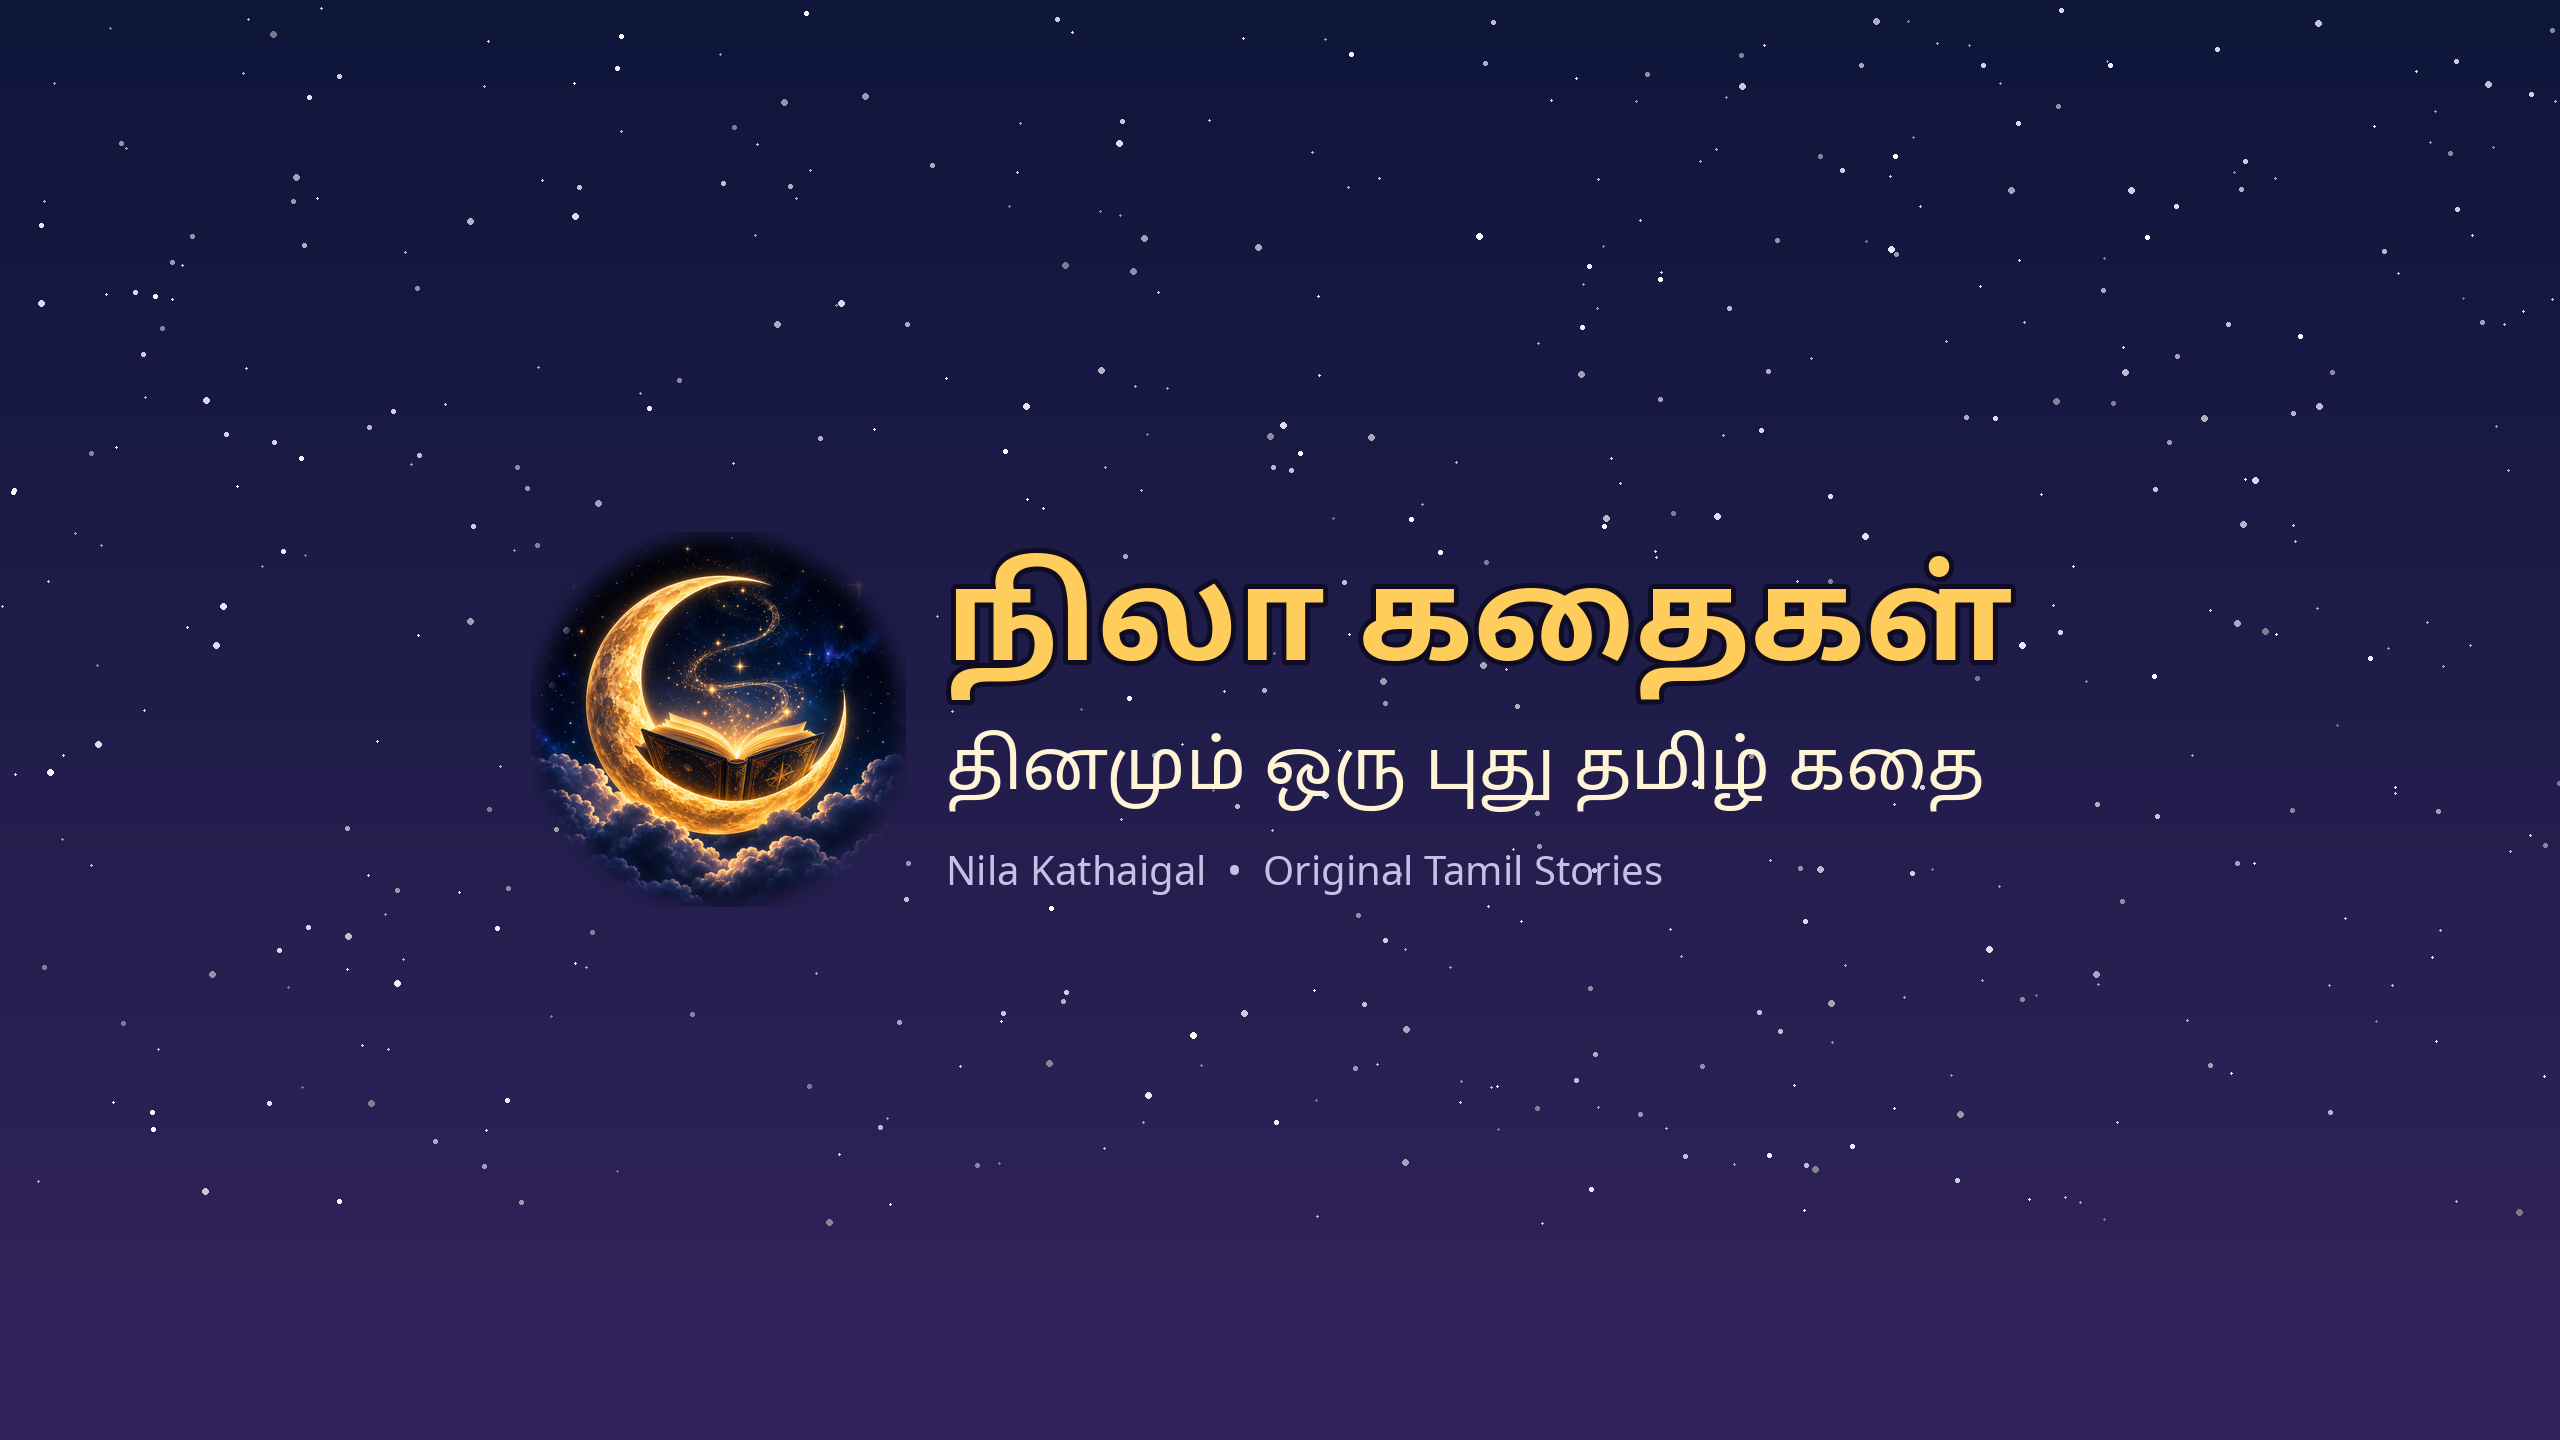 நிலா கதைகள்
தினமும் ஒரு புது தமிழ் கதை
Nila Kathaigal • Original Tamil Stories